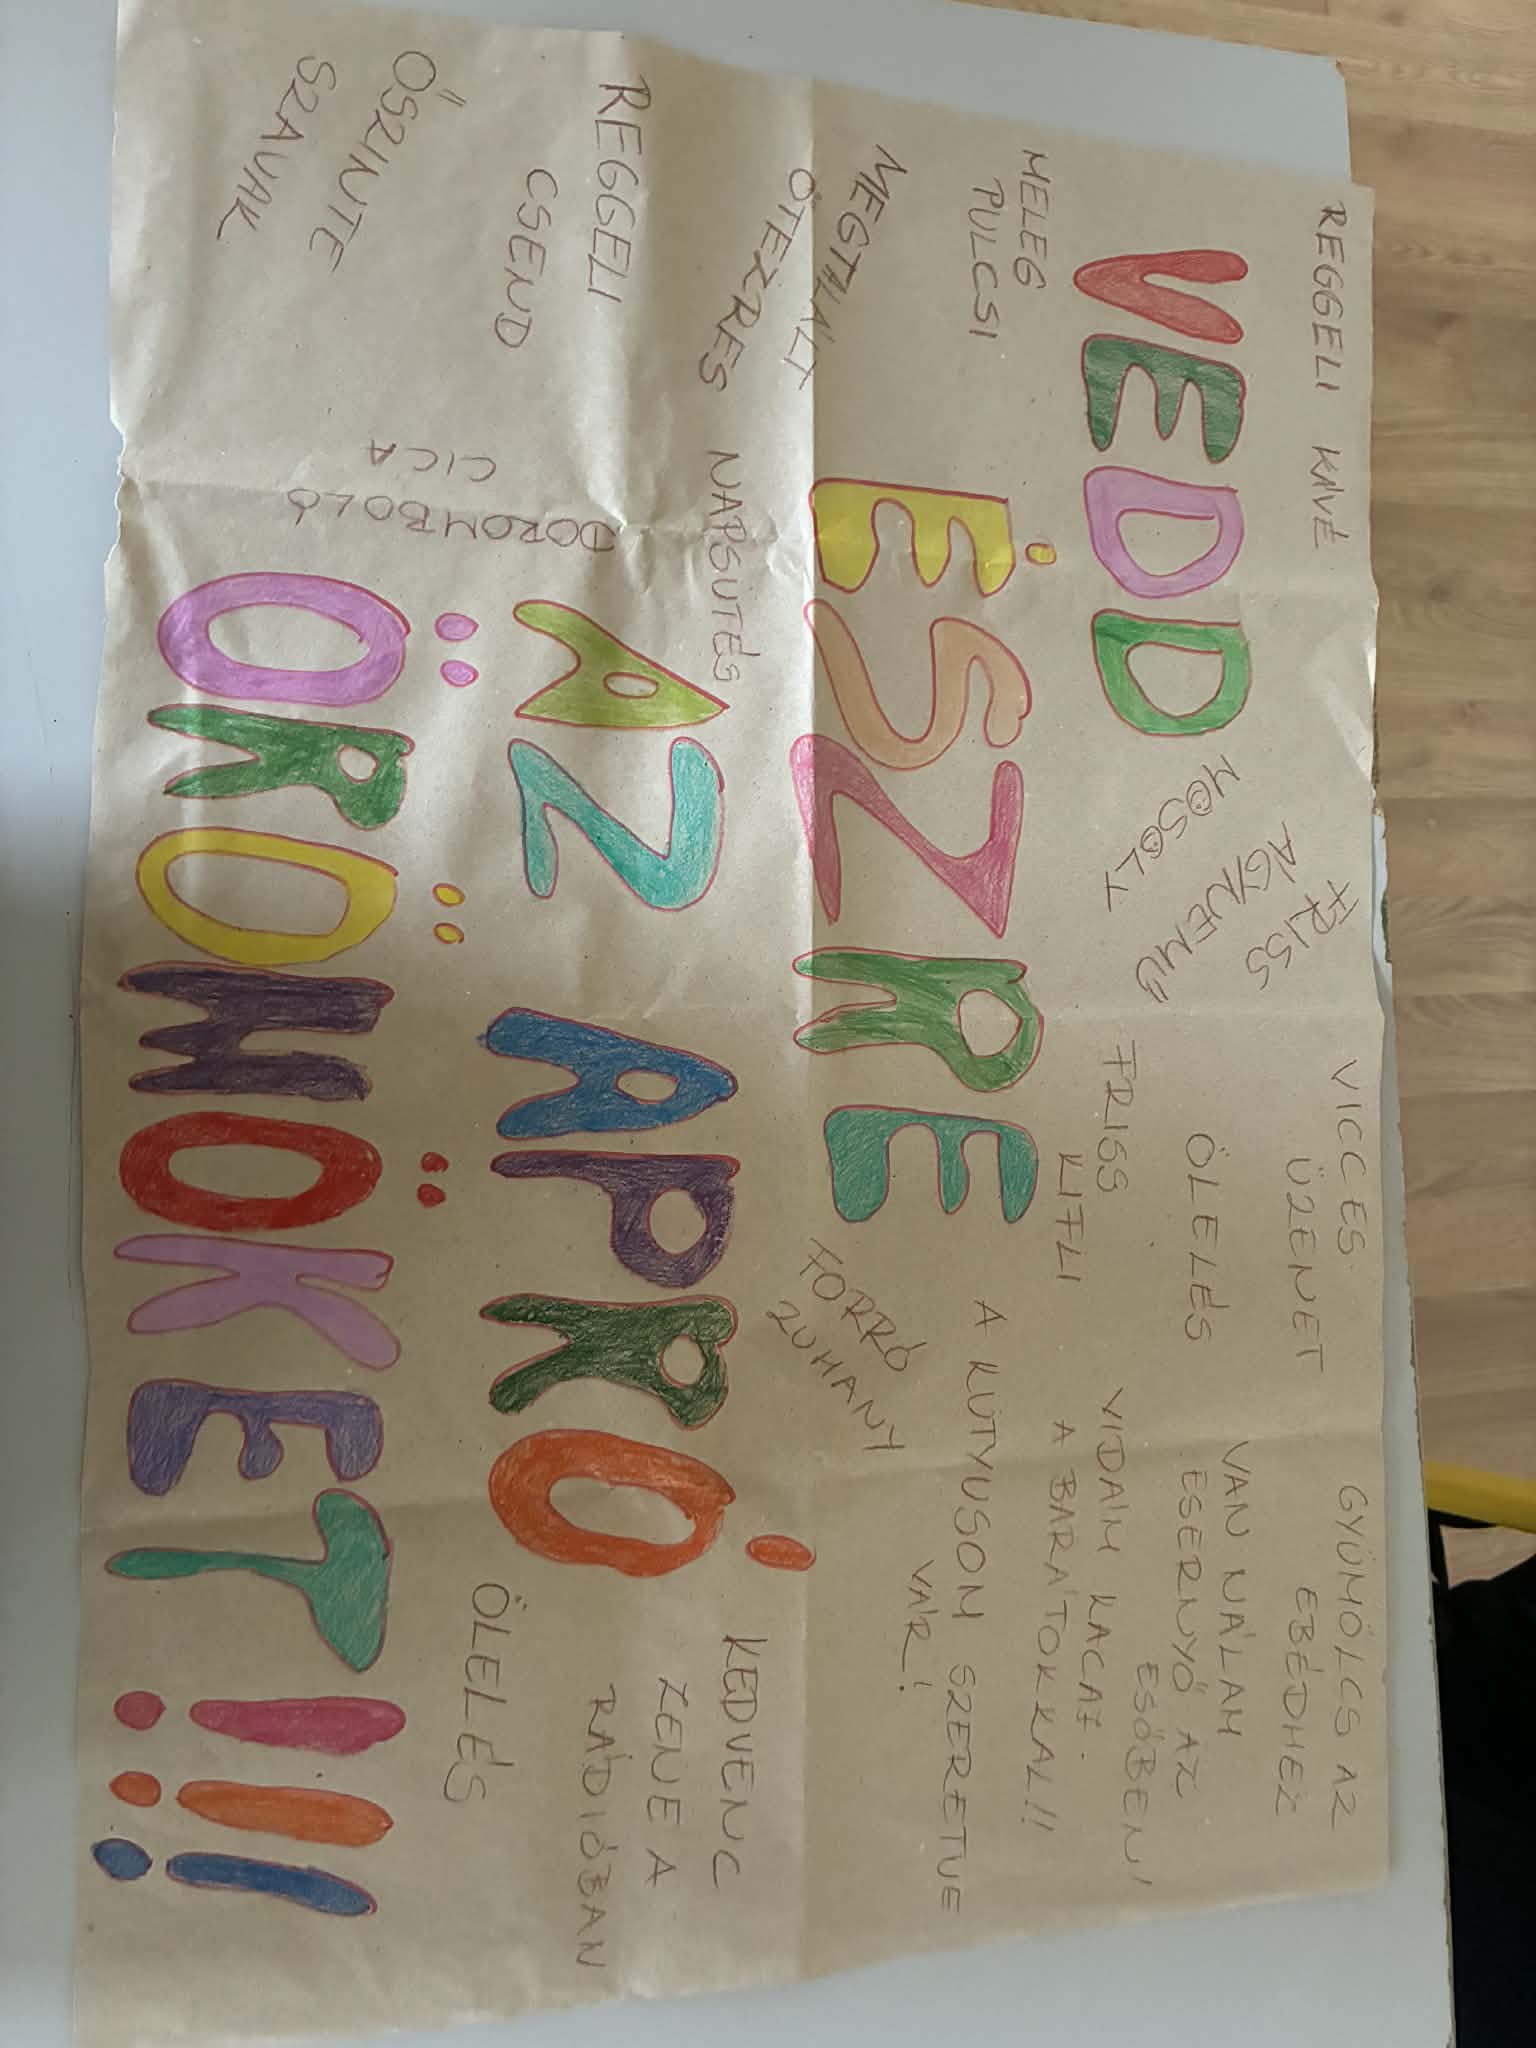 REGGELI KÁVÉ
VICCES
ÜZENET
GYÜMÖLCS AZ
EBÉDHEZ
VEDD
MOSOLY
FRISS
ÁGYNEMŰ
ÖLELÉS
VAN NÁLAM
ESERNYŐ AZ
ESŐBEN!
MELEG
PULCSI
FRISS
KIFLI
VIDÁM KACAJ
A BARÁTOKKAL!!
ÉSZRE
A KUTYUSOM SZERETVE
VÁR!
MEGTALÁLT
ÖTEZRES
FORRÓ
ZUHANY
NAPSÜTÉS
AZ APRÓ
KEDVENC
ZENE A
RÁDIÓBAN
REGGELI
CSEND
DOROMBOLÓ
CICA
ÖLELÉS
ŐSZINTE
SZAVAK
ÖRÖMÖKET!!!